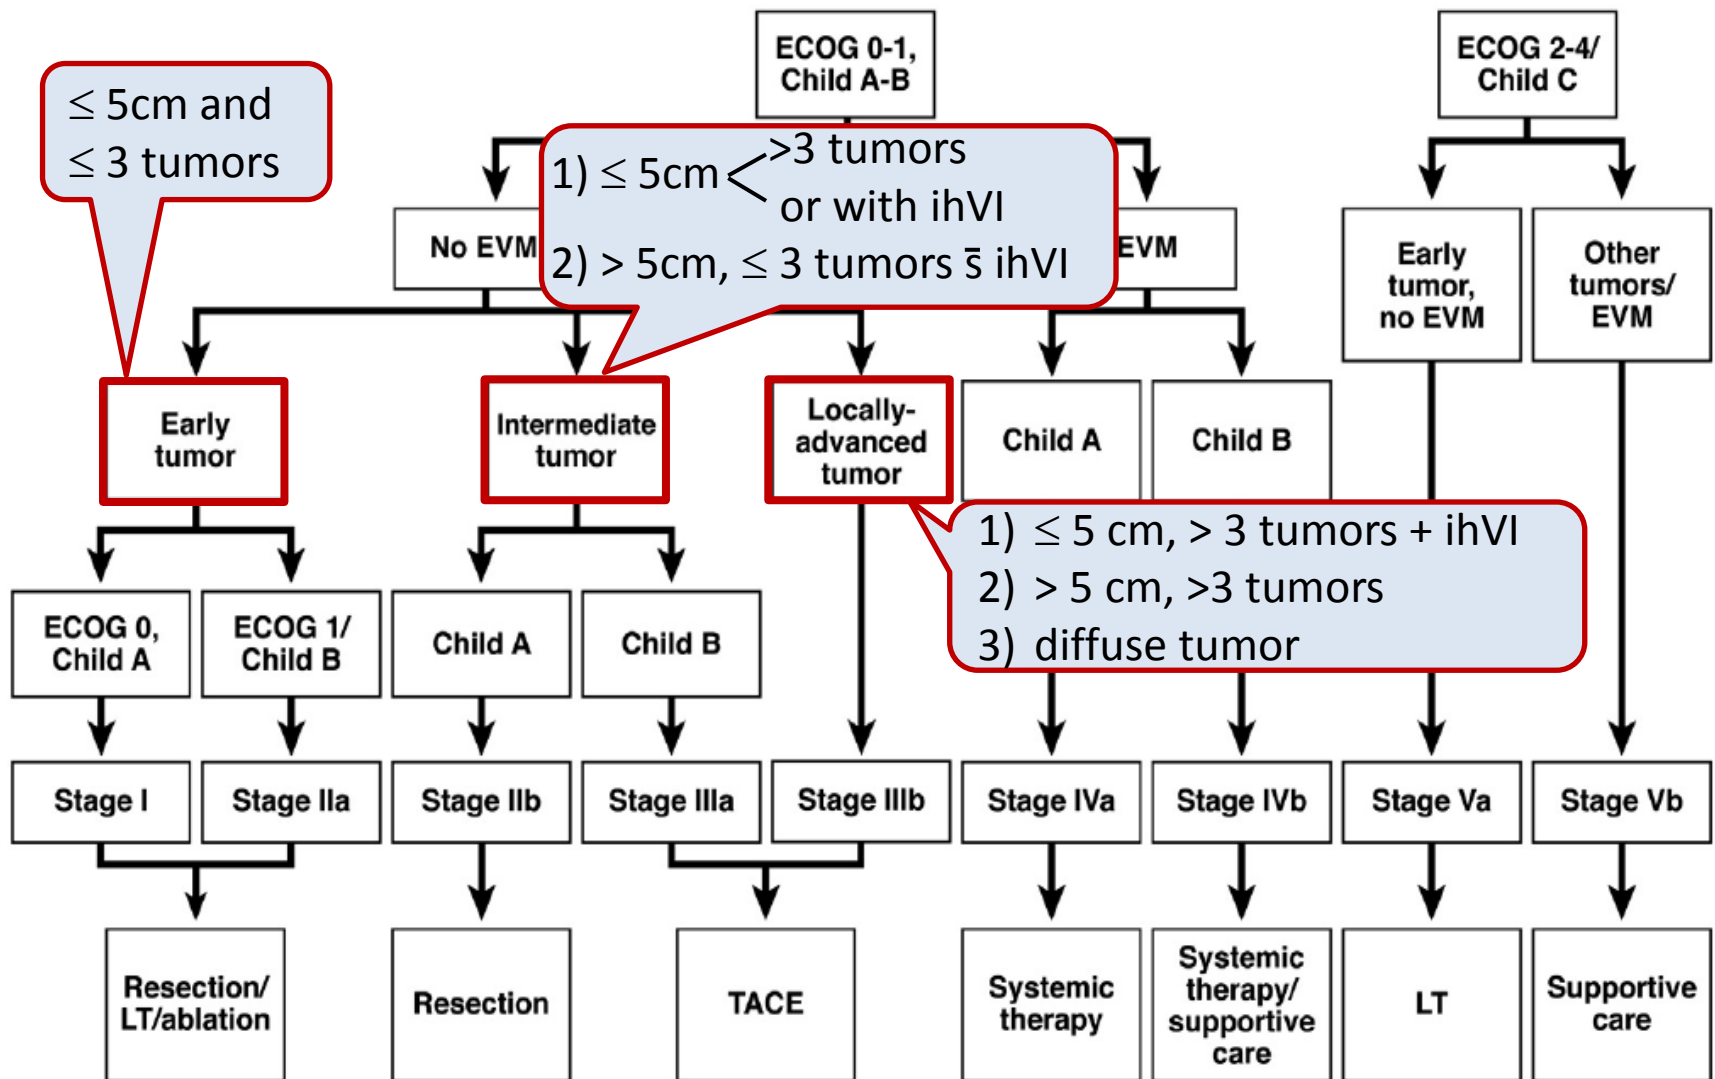 ECOG 0-1,
Child A-B
ECOG 2-4/
Child C
≤ 5cm and
≤ 3 tumors
1) ≤ 5cm >3 tumors
or with ihVI
2) > 5cm, ≤ 3 tumors s̄ ihVI
No EVM
EVM
Early
tumor,
no EVM
Other
tumors/
EVM
Early
tumor
Intermediate
tumor
Locally-
advanced
tumor
Child A
Child B
1) ≤ 5 cm, > 3 tumors + ihVI
2) > 5 cm, >3 tumors
3) diffuse tumor
ECOG 0,
Child A
ECOG 1/
Child B
Child A
Child B
Stage I
Stage IIa
Stage IIb
Stage IIIa
Stage IIIb
Stage IVa
Stage IVb
Stage Va
Stage Vb
Resection/
LT/ablation
Resection
TACE
Systemic
therapy
Systemic
therapy/
supportive
care
LT
Supportive
care